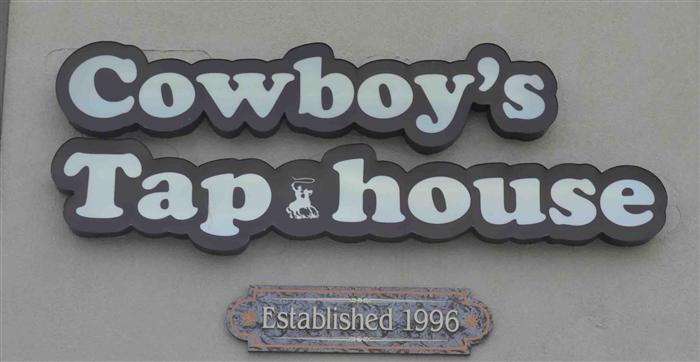 Cowboy's
Tap house
Established 1996